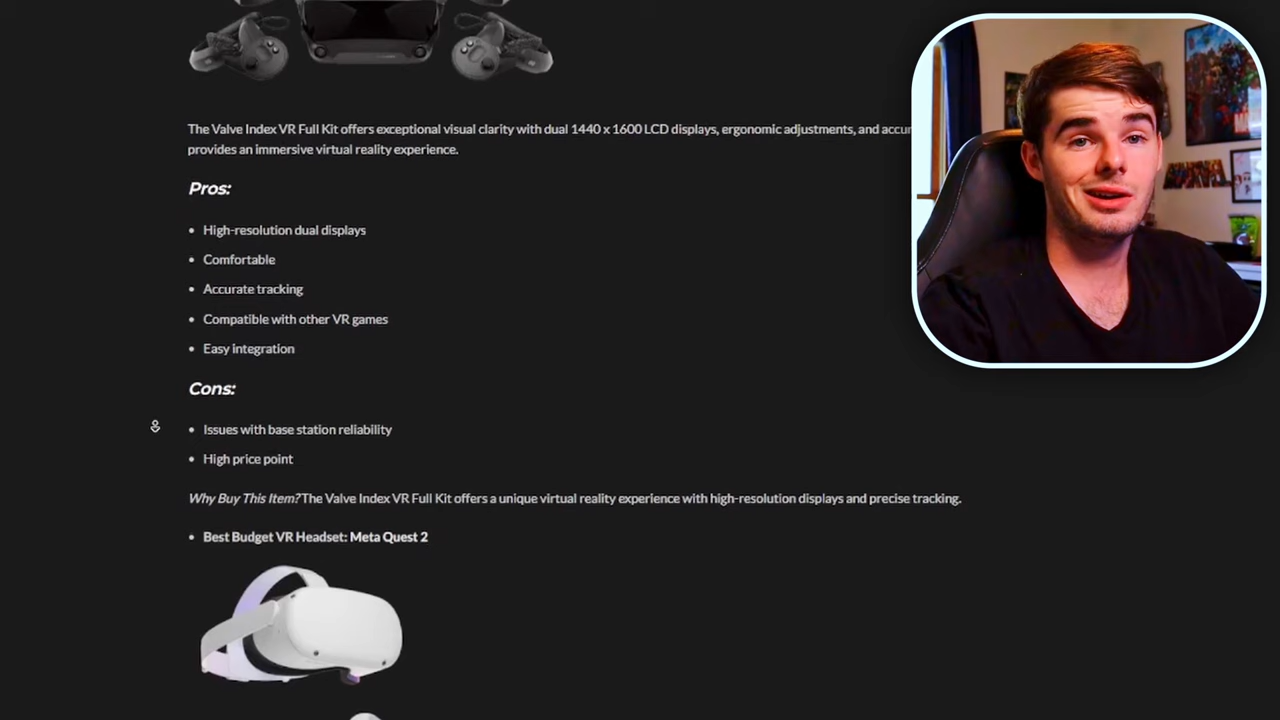 The Valve Index VR Full Kit offers exceptional visual clarity with dual 1440 x 1600 LCD displays, ergonomic adjustments, and
provides an immersive virtual reality experience.
Pros:
• High-resolution dual displays
• Comfortable
• Accurate tracking
• Compatible with other VR games
• Easy integration
Cons:
• Issues with base station reliability
• High price point
Why Buy This Item? The Valve Index VR Full Kit offers a unique virtual reality experience with high-resolution displays and precise tracking.
• Best Budget VR Headset: Meta Quest 2